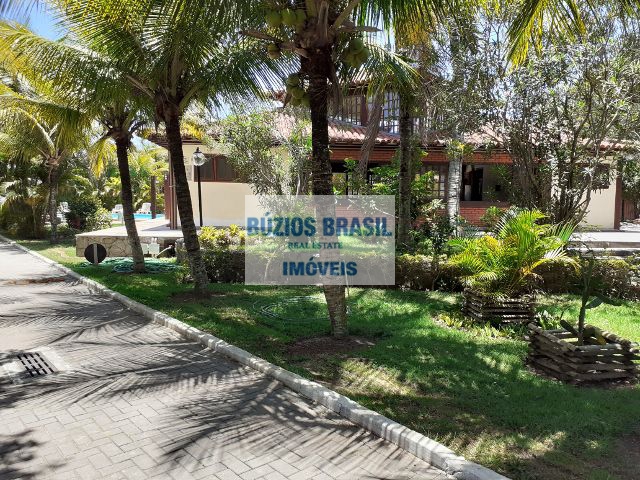 BÚZIOS BRASIL
REAL ESTATE
IMÓVEIS